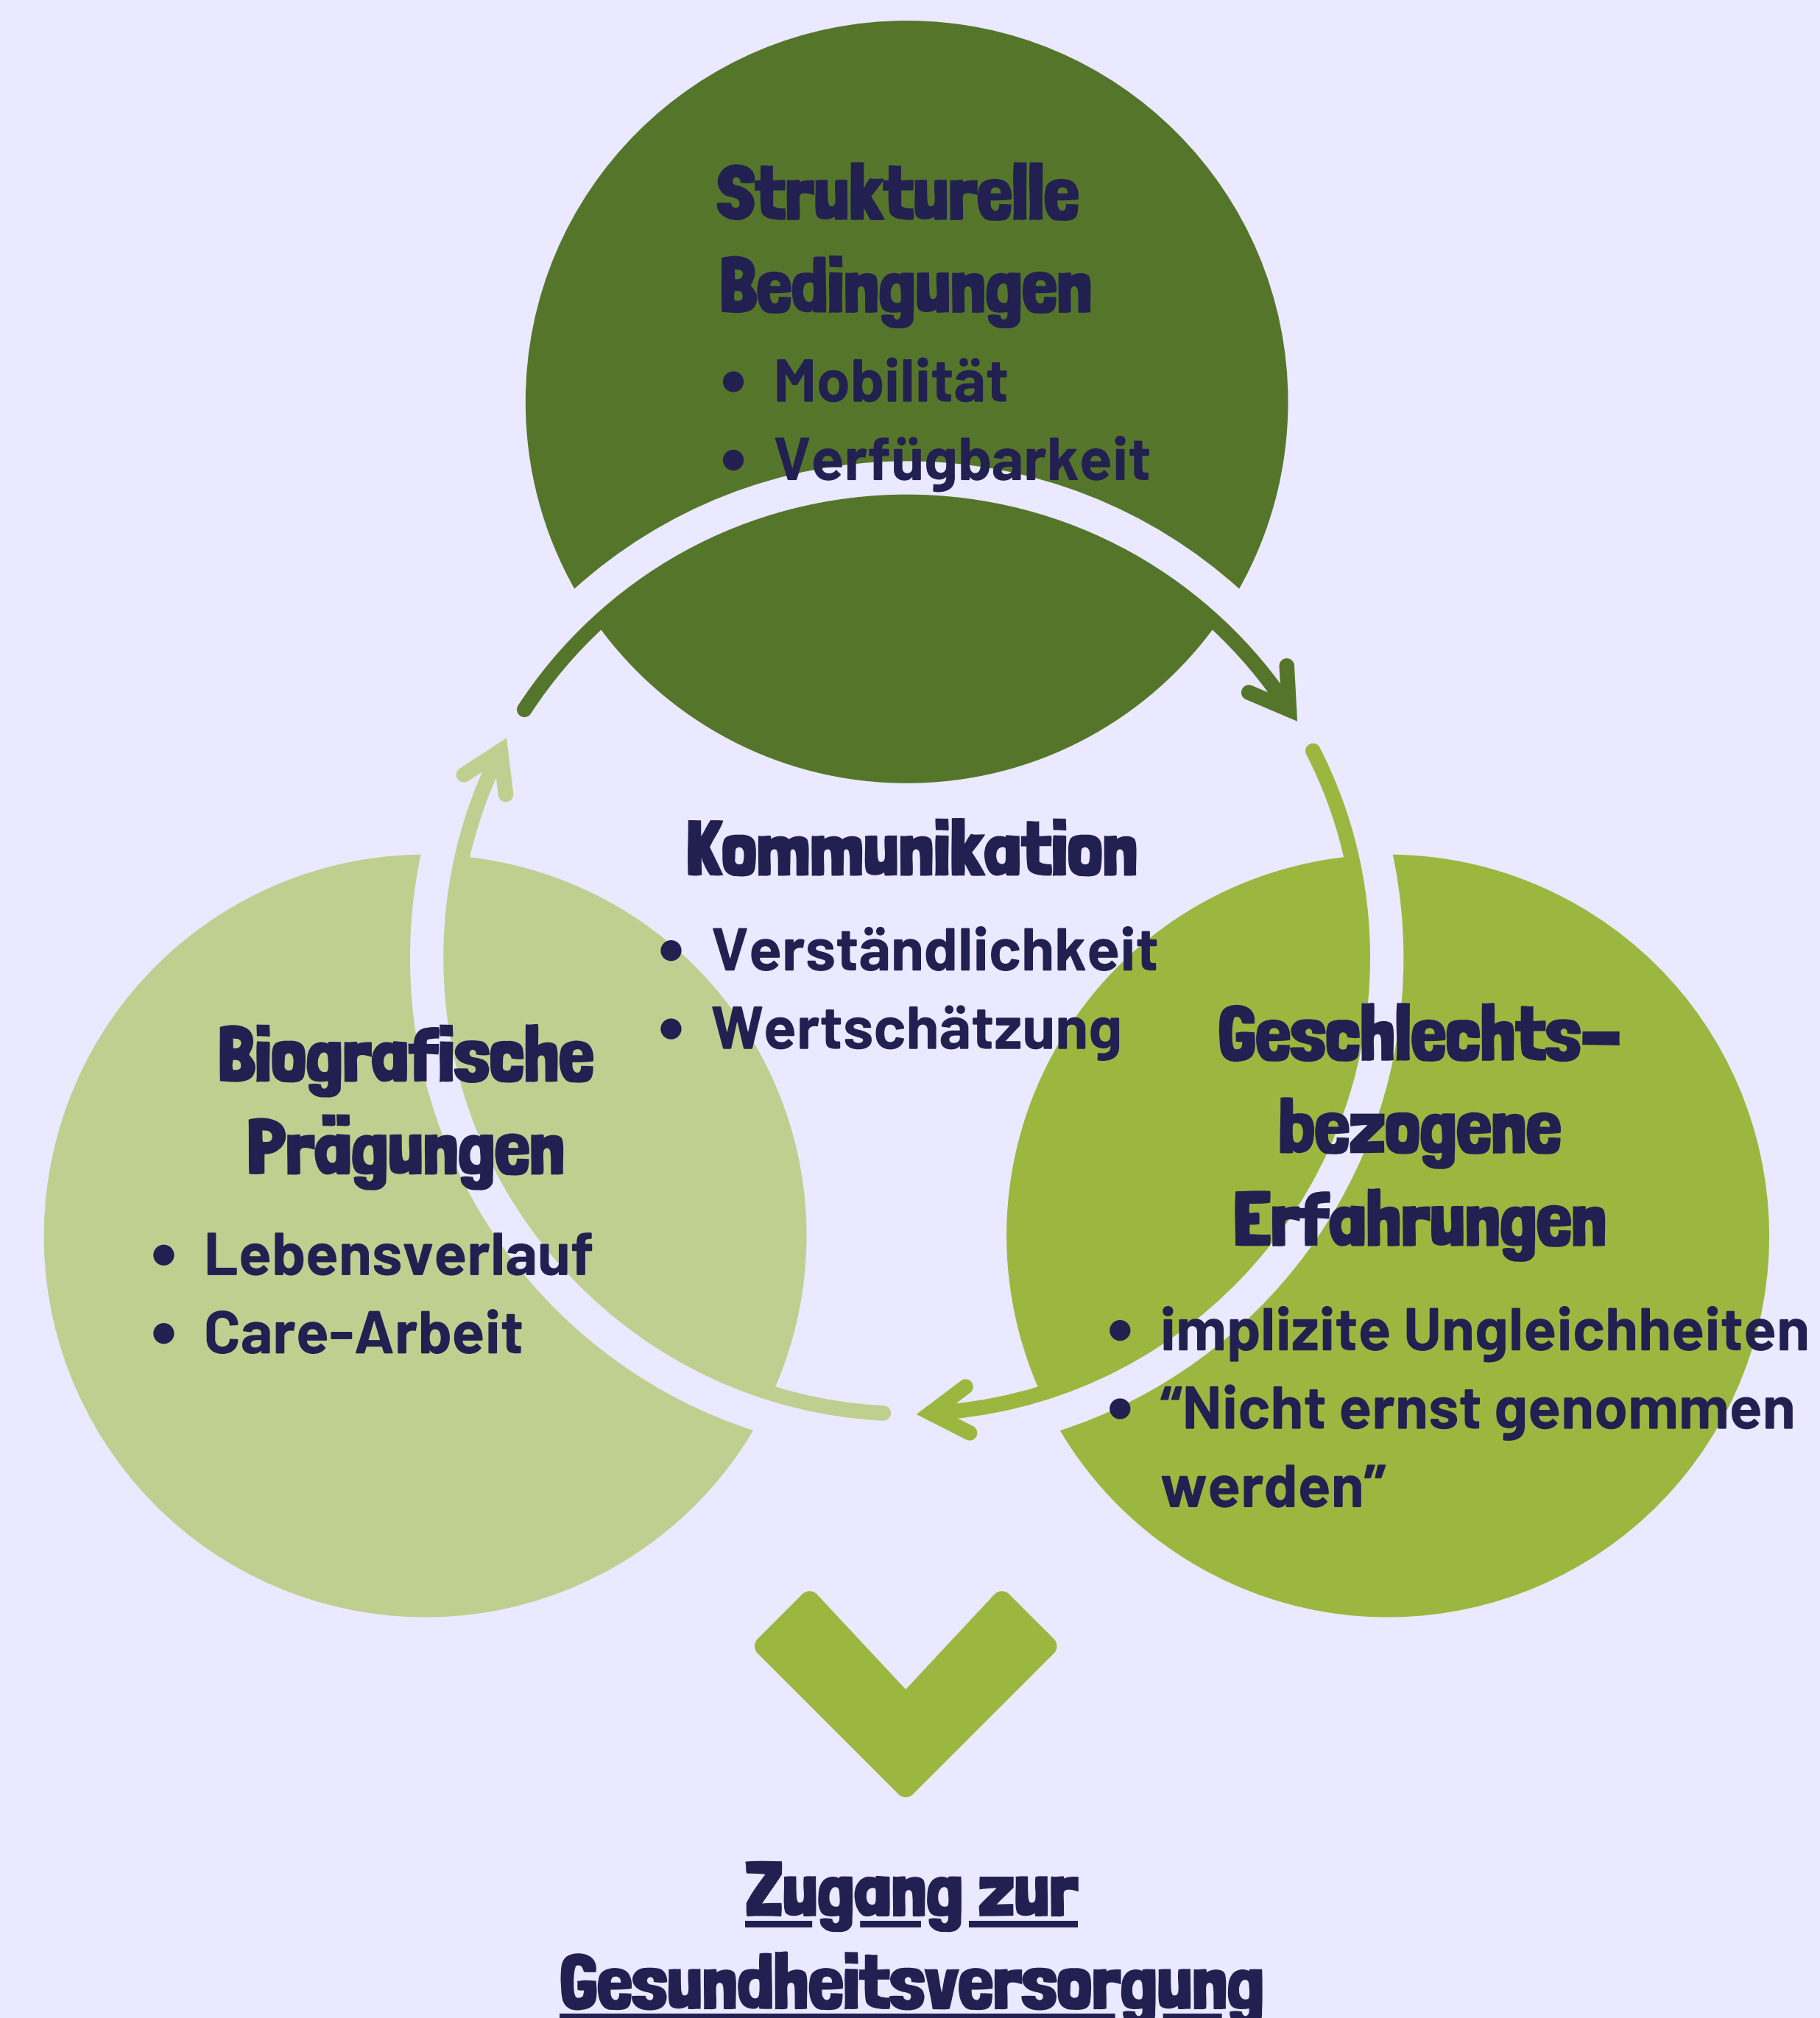 Strukturelle
Bedingungen
• Mobilität
• Verfügbarkeit
Kommunikation
• Verständlichkeit
• Wertschätzung
Biografische
Prägungen
• Lebensverlauf
• Care-Arbeit
Geschlechts-
bezogene
Erfahrungen
• implizite Ungleichheiten
• "Nicht ernst genommen
werden"
Zugang zur
Gesundheitsversorgung